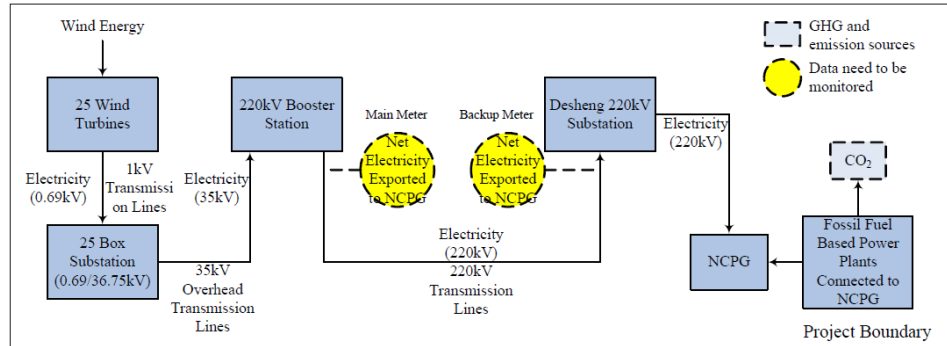 Wind Energy
25 Wind
Turbines
Electricity
(0.69kV)
1kV
Transmissi
on Lines
25 Box
Substation
(0.69/36.75kV)
35kV
Overhead
Transmission
Lines
Electricity
(35kV)
220kV Booster
Station
Main Meter
Net
Electricity
Exported
to NCPG
Electricity
(220kV)
220kV
Transmission
Lines
Backup Meter
Net
Electricity
Exported
to NCPG
Desheng 220kV
Substation
Electricity
(220kV)
NCPG
GHG and
emission sources
Data need to be
monitored
CO₂
Fossil Fuel
Based Power
Plants
Connected to
NCPG
Project Boundary